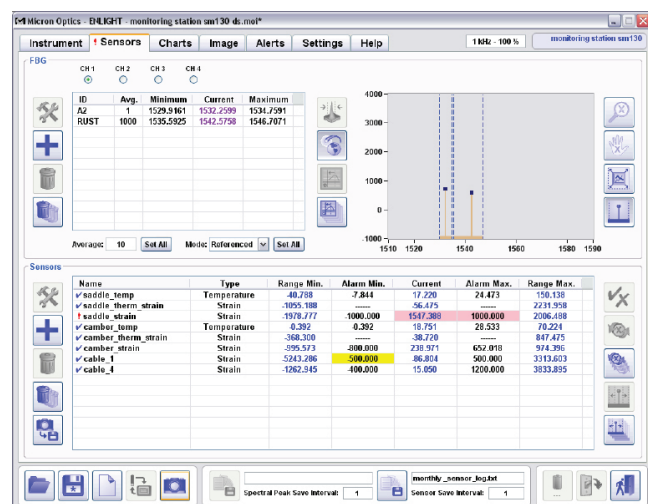 Micron Optics - ENLIGHT - monitoring station sm130 ds.moi*
Instrument ! Sensors Charts Image Alerts Settings Help 1 kHz - 100 % monitoring station sm130
FBG
CH 1 CH 2 CH 3 CH 4
ID Avg. Minimum Current Maximum
A2 1 1529.9161 1532.2599 1534.7591
RUST 1000 1535.5925 1542.5758 1546.7071
Average: 10 Set All Mode: Referenced Set All
4000
3000
2000
1000
0
-1000
1510 1520 1540 1560 1580 1590
Sensors
Name Type Range Min. Alarm Min. Current Alarm Max. Range Max.
saddle_temp Temperature -40.788 -7.844 17.220 24.473 150.138
saddle_therm_strain Strain -1055.188 ------ -56.475 ------ 2231.958
! saddle_strain Strain -1978.777 -1000.000 1547.388 1000.000 2006.488
camber_temp Temperature -0.392 -0.392 18.751 28.533 70.224
camber_therm_strain Strain -368.300 ------ -38.720 ------ 847.475
camber_strain Strain -995.573 -800.000 238.971 652.018 974.396
cable_1 Strain -5243.286 -500.000 -86.804 500.000 3313.603
cable_4 Strain -1262.945 -400.000 15.050 1200.000 3833.895
monthly _sensor_log.txt
Spectral Peak Save Interval: 1 Sensor Save Interval: 1